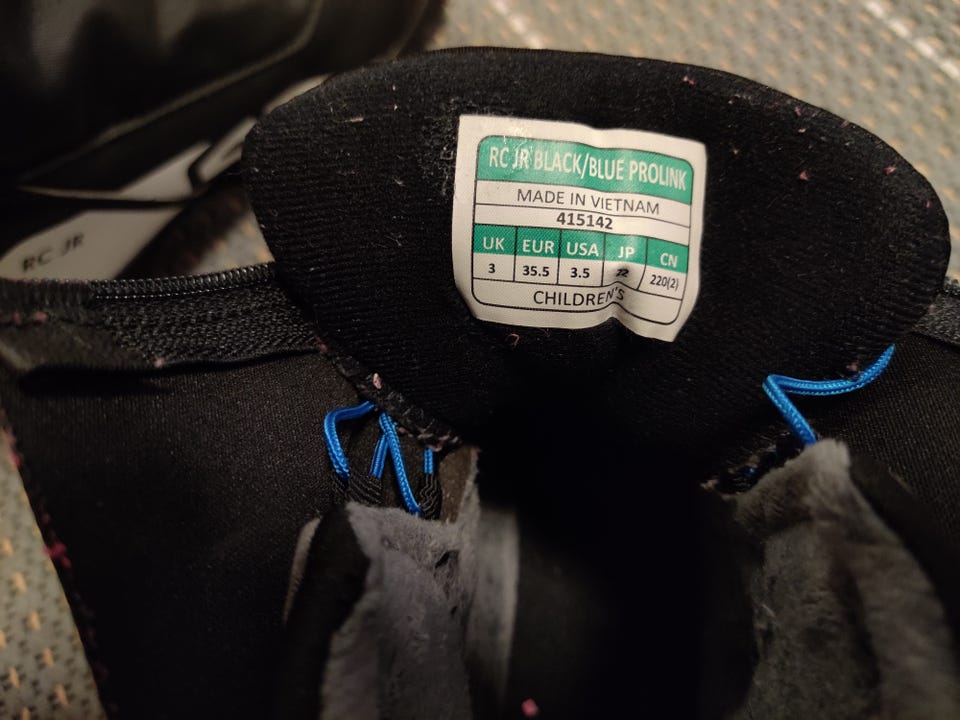 RC JR BLACK/BLUE PROLINK
MADE IN VIETNAM
415142
UK EUR USA JP CN
3 35.5 3.5 22 220(2)
CHILDREN'S
RC JR